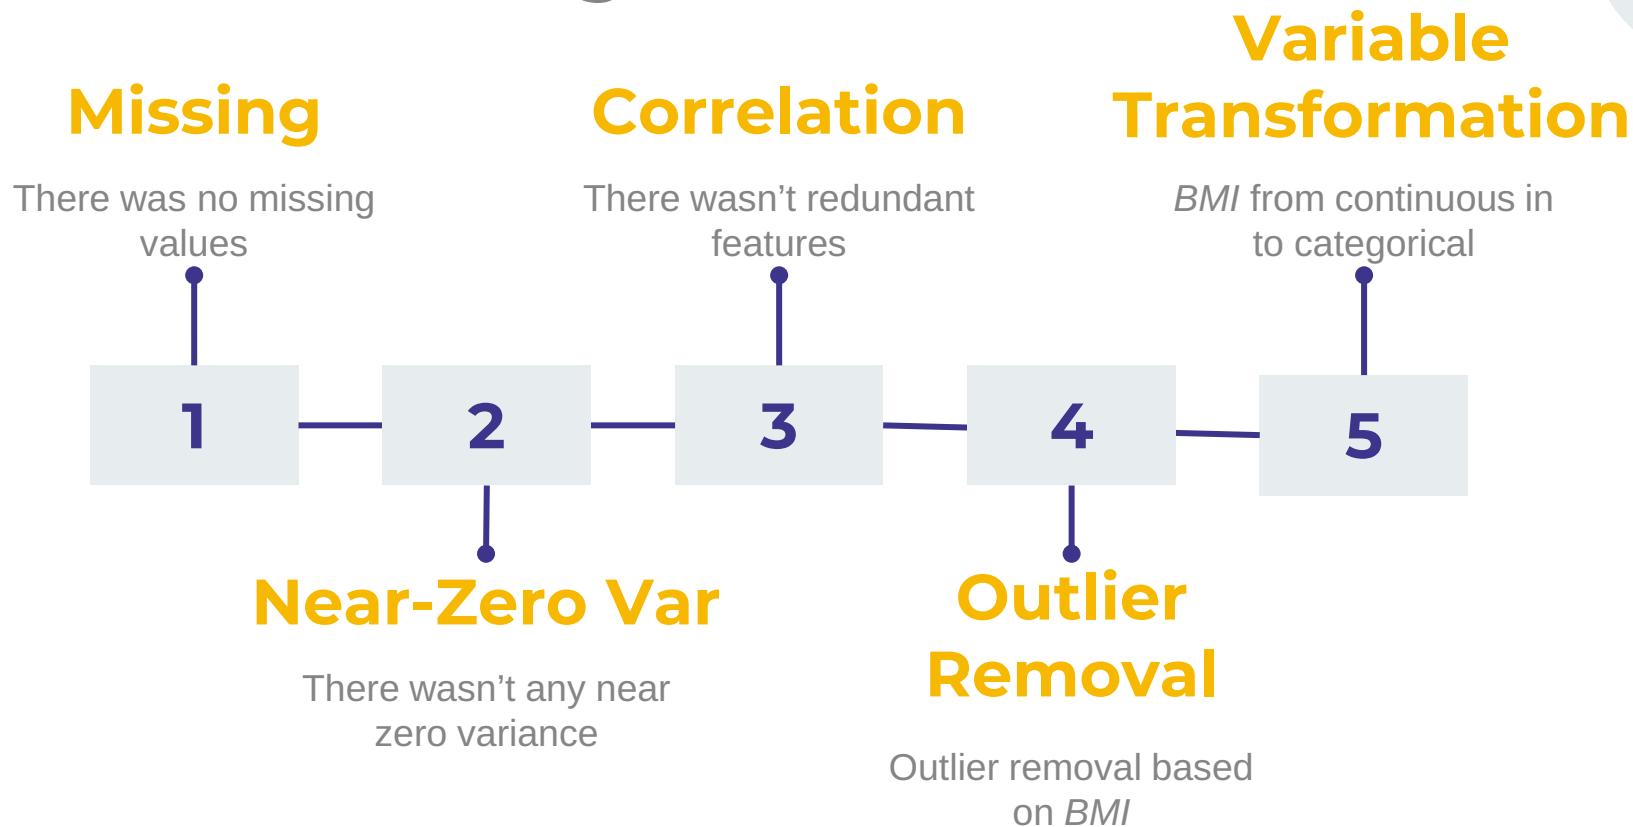 Missing
There was no missing
values
Correlation
There wasn't redundant
features
Variable
Transformation
BMI from continuous in
to categorical
1
2
3
4
5
Near-Zero Var
There wasn't any near
zero variance
Outlier
Removal
Outlier removal based
on BMI